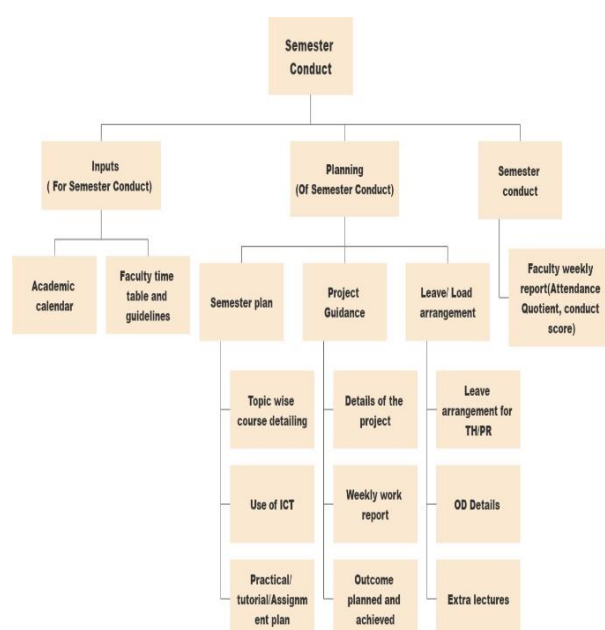 Semester
Conduct
Inputs
( For Semester Conduct)
Planning
(Of Semester Conduct)
Semester
conduct
Academic
calendar
Faculty time
table and
guidelines
Semester plan
Project
Guidance
Leave/ Load
arrangement
Faculty weekly
report(Attendance
Quotient, conduct
score)
Topic wise
course detailing
Details of the
project
Leave
arrangement for
TH/PR
Use of ICT
Weekly work
report
OD Details
Practical/
tutorial/Assignm
ent plan
Outcome
planned and
achieved
Extra lectures